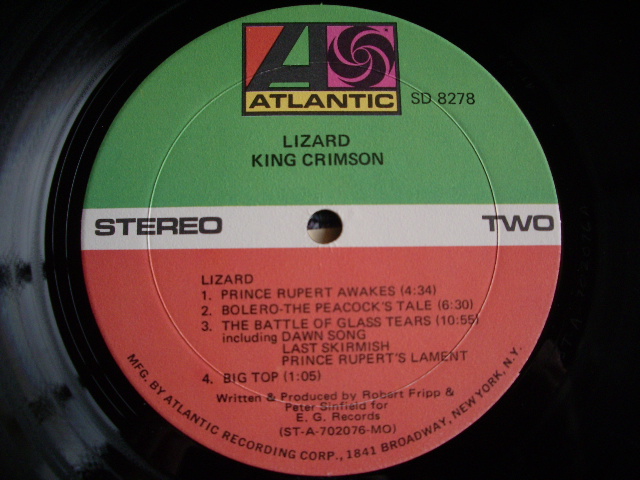 ATLANTIC
SD 8278
LIZARD
KING CRIMSON
STEREO
TWO
LIZARD
1. PRINCE RUPERT AWAKES (4:34)
2. BOLERO-THE PEACOCK'S TALE (6:30)
3. THE BATTLE OF GLASS TEARS (10:55)
including DAWN SONG
LAST SKIRMISH
PRINCE RUPERT'S LAMENT
4. BIG TOP (1:05)
Written & Produced by Robert Fripp &
Peter Sinfield for
E. G. Records
(ST-A-702076-MO)
MFG. BY ATLANTIC RECORDING CORP., 1841 BROADWAY, NEW YORK, N.Y.